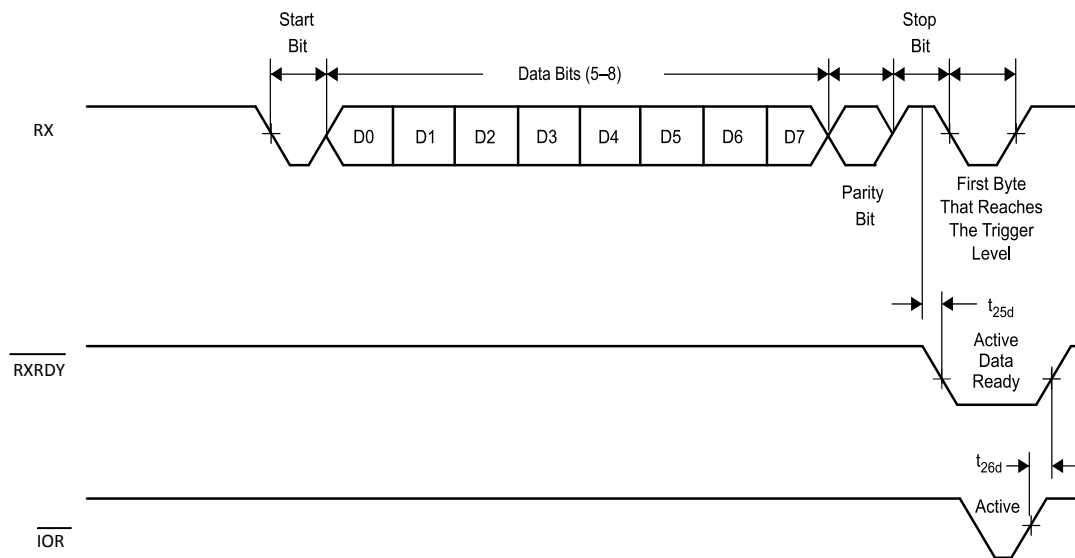 Start
Bit
Stop
Bit
Data Bits (5–8)
RX
D0 D1 D2 D3 D4 D5 D6 D7
Parity
Bit
First Byte
That Reaches
The Trigger
Level
t25d
RXRDY
Active
Data
Ready
t26d
IOR
Active